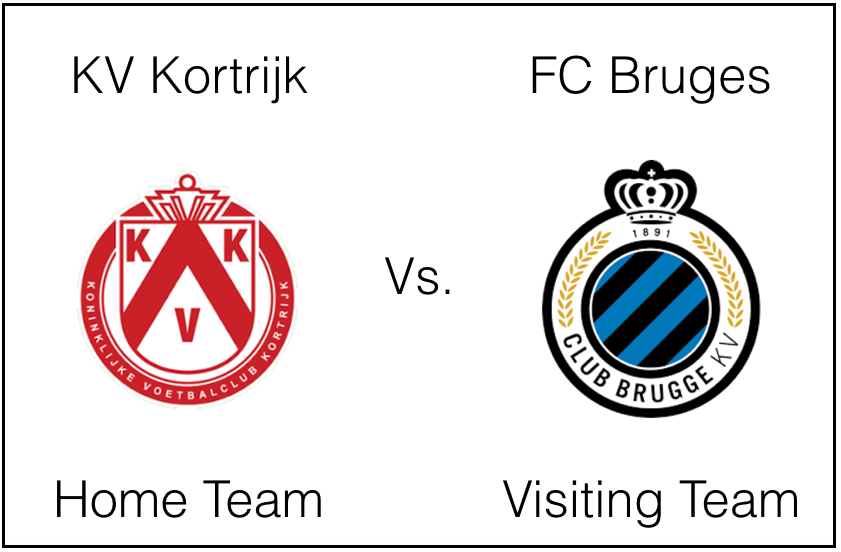 KV Kortrijk
FC Bruges
K K
V
KONINKLIJKE VOETBALCLUB KORTRIJK
Vs.
1891
CLUB BRUGGE KV
Home Team
Visiting Team